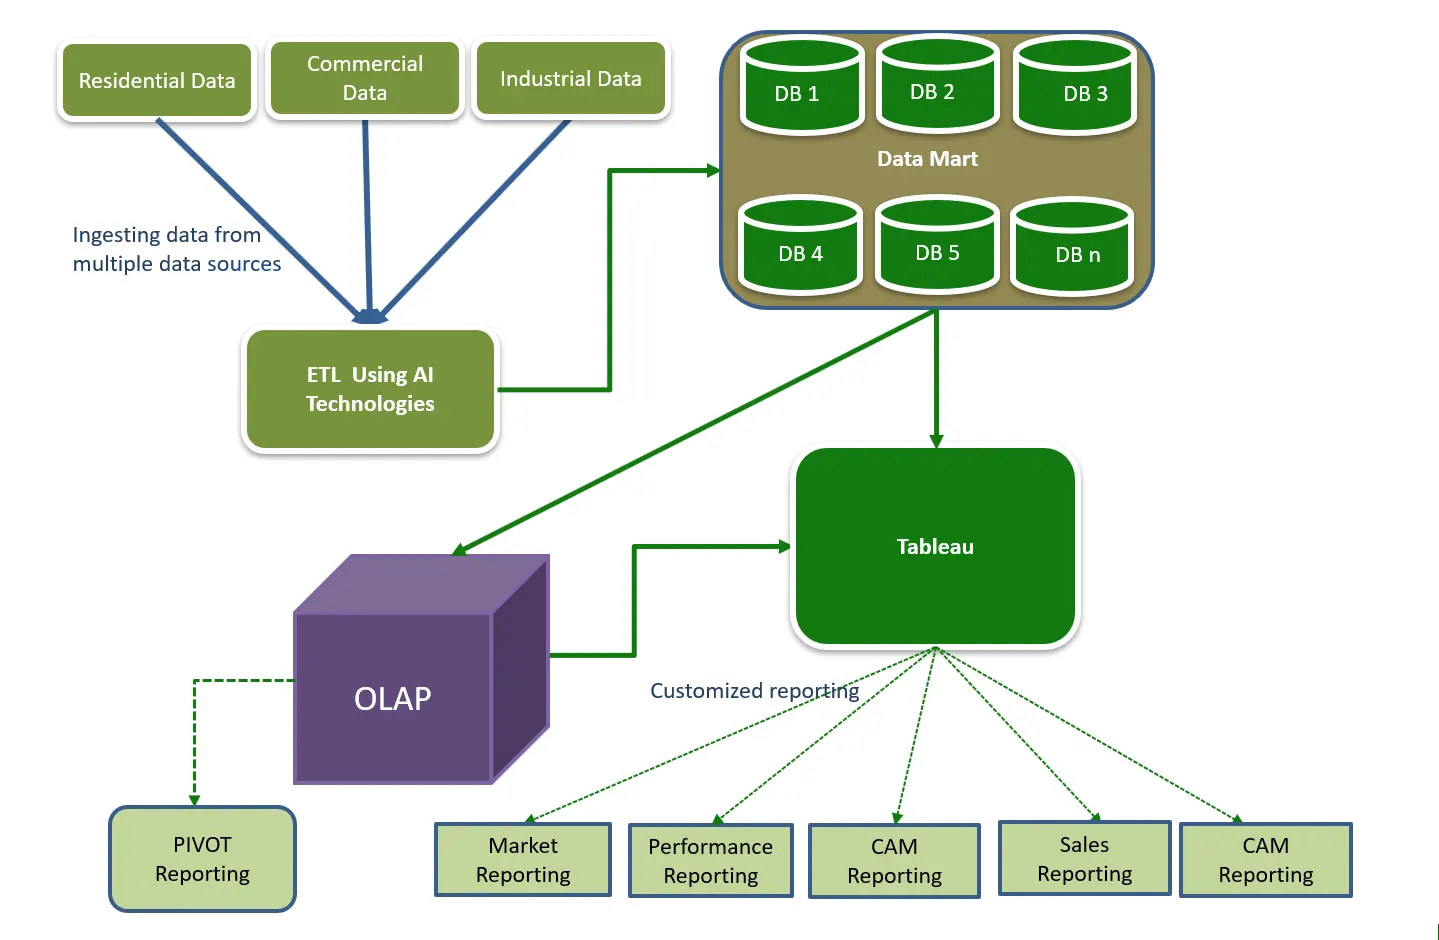 Residential Data
Commercial
Data
Industrial Data
DB 1
DB 2
DB 3
Data Mart
DB 4
DB 5
DB n
Ingesting data from
multiple data sources
ETL  Using AI
Technologies
Tableau
OLAP
Customized reporting
PIVOT
Reporting
Market
Reporting
Performance
Reporting
CAM
Reporting
Sales
Reporting
CAM
Reporting